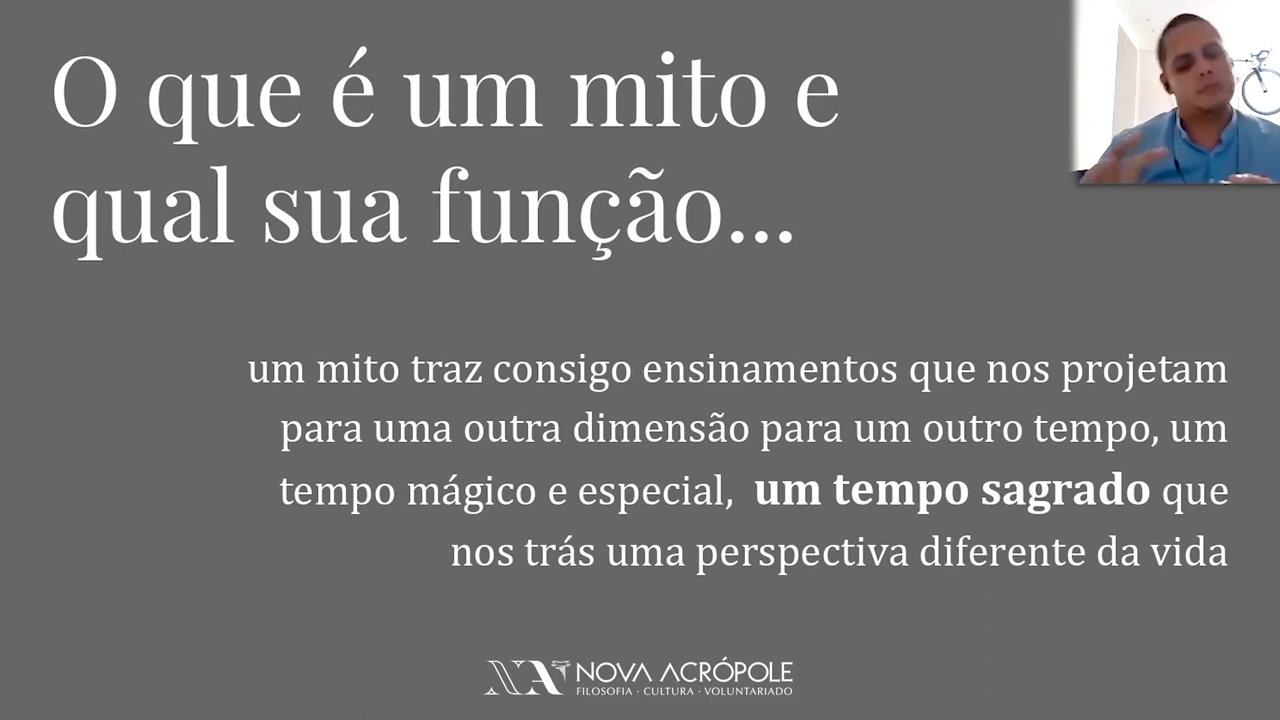 O que é um mito e
qual sua função...
um mito traz consigo ensinamentos que nos projetam
para uma outra dimensão para um outro tempo, um
tempo mágico e especial, um tempo sagrado que
nos trás uma perspectiva diferente da vida
NA NOVA ACRÓPOLE
FILOSOFIA · CULTURA · VOLUNTARIADO